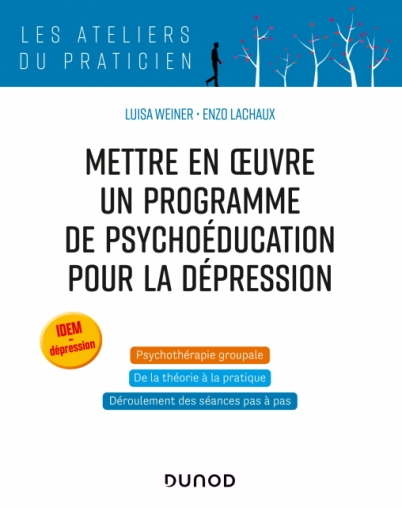 LES ATELIERS
DU PRATICIEN
LUISA WEINER • ENZO LACHAUX
METTRE EN ŒUVRE
UN PROGRAMME
DE PSYCHOÉDUCATION
POUR LA DÉPRESSION
IDEM
–
dépression
Psychothérapie groupale
De la théorie à la pratique
Déroulement des séances pas à pas
DUNOD